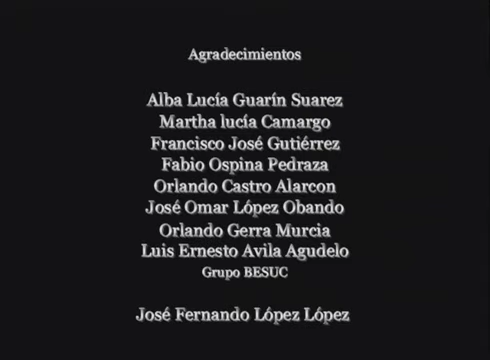 Agradecimientos
Alba Lucía Guarín Suarez
Martha lucía Camargo
Francisco José Gutiérrez
Fabio Ospina Pedraza
Orlando Castro Alarcon
José Omar López Obando
Orlando Gerra Murcia
Luis Ernesto Avila Agudelo
Grupo BESUC
José Fernando López López